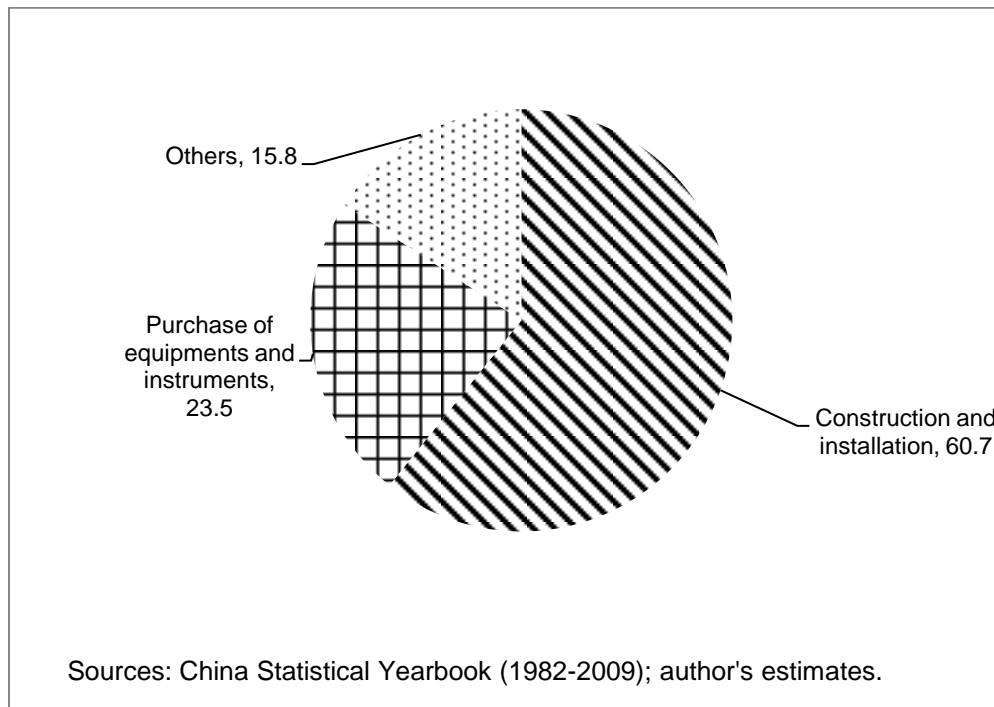 Others, 15.8
Purchase of
equipments and
instruments,
23.5
Construction and
installation, 60.7
Sources: China Statistical Yearbook (1982-2009); author's estimates.